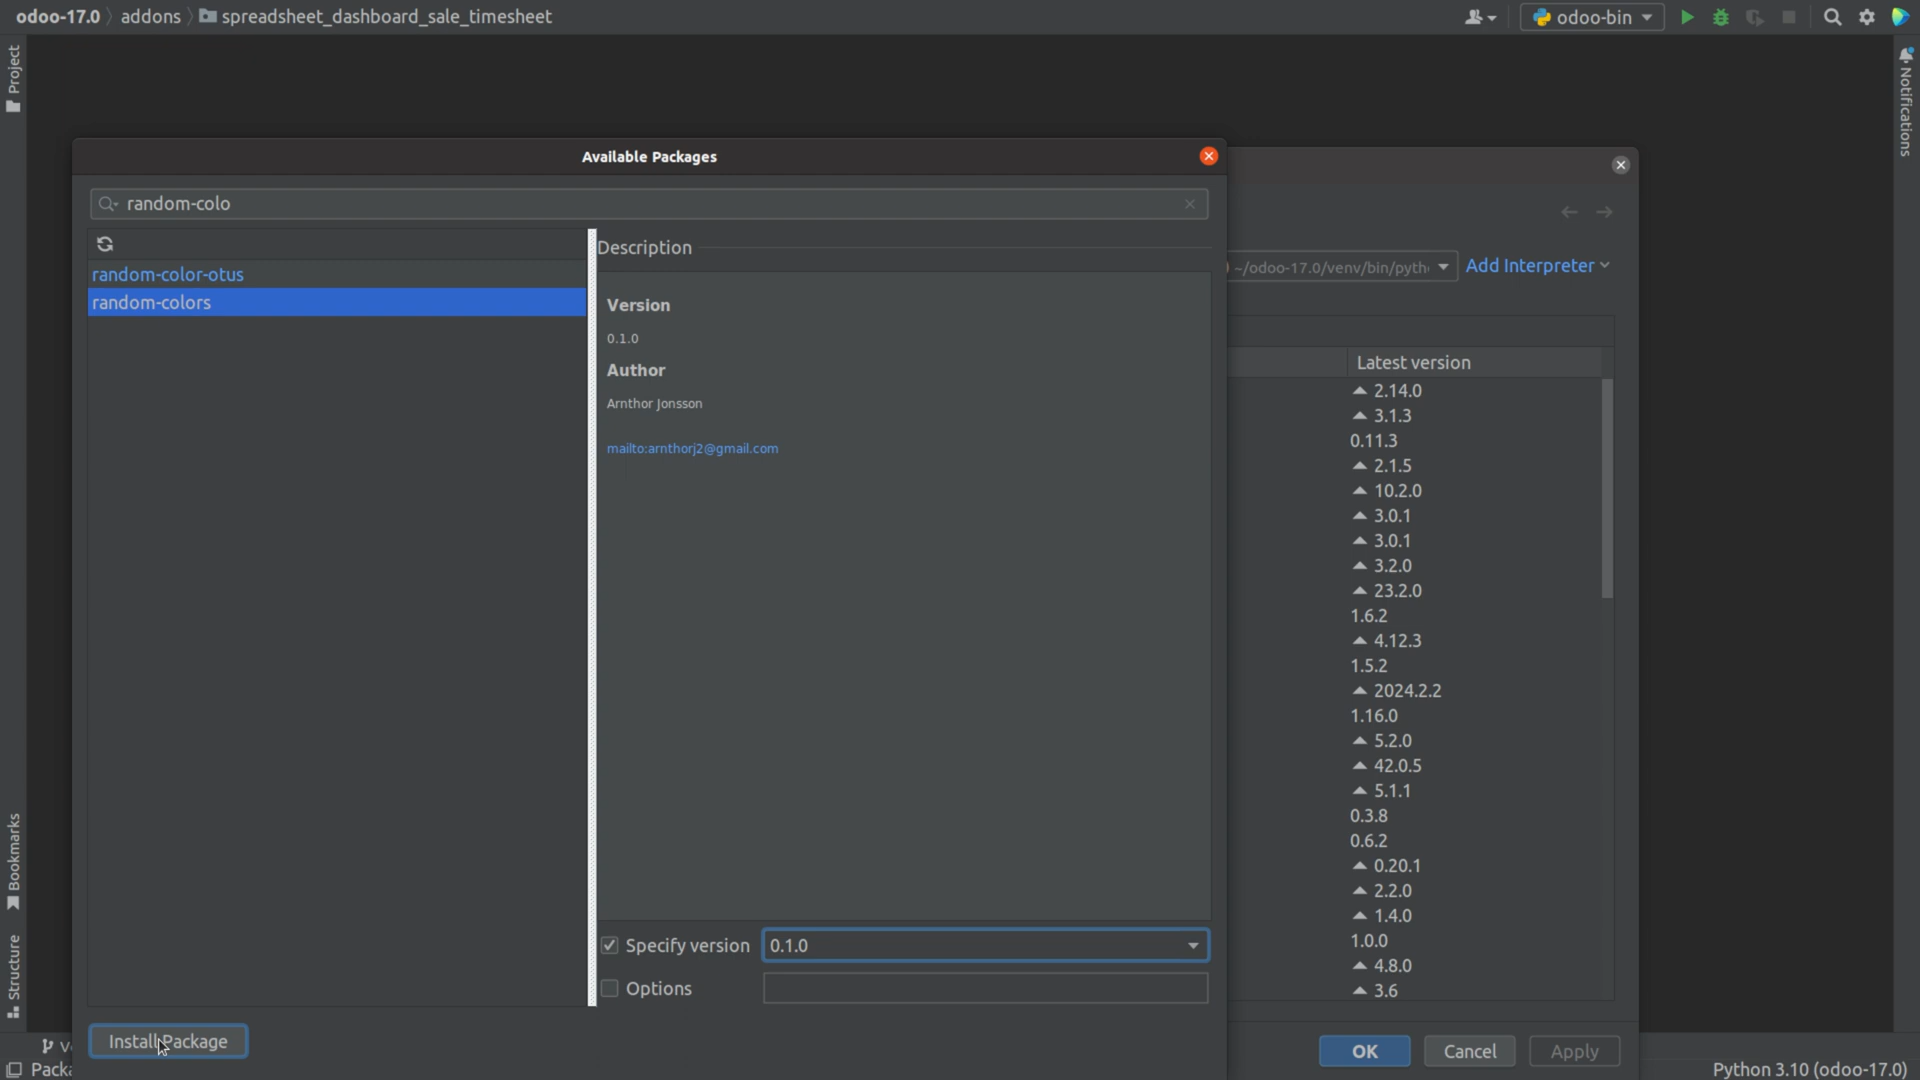 odoo-17.0 addons spreadsheet_dashboard_sale_timesheet
odoo-bin
Project
Notifications
Available Packages
random-colo
random-color-otus
random-colors
Description
Version
0.1.0
Author
Arnthor Jonsson
mailto:arnthorj2@gmail.com
Specify version 0.1.0
Options
Install Package
~/odoo-17.0/venv/bin/pyth
Add Interpreter
Latest version
2.14.0
3.1.3
0.11.3
2.1.5
10.2.0
3.0.1
3.0.1
3.2.0
23.2.0
1.6.2
4.12.3
1.5.2
2024.2.2
1.16.0
5.2.0
42.0.5
5.1.1
0.3.8
0.6.2
0.20.1
2.2.0
1.4.0
1.0.0
4.8.0
3.6
OK Cancel Apply
Bookmarks
Structure
Packa
Python 3.10 (odoo-17.0)